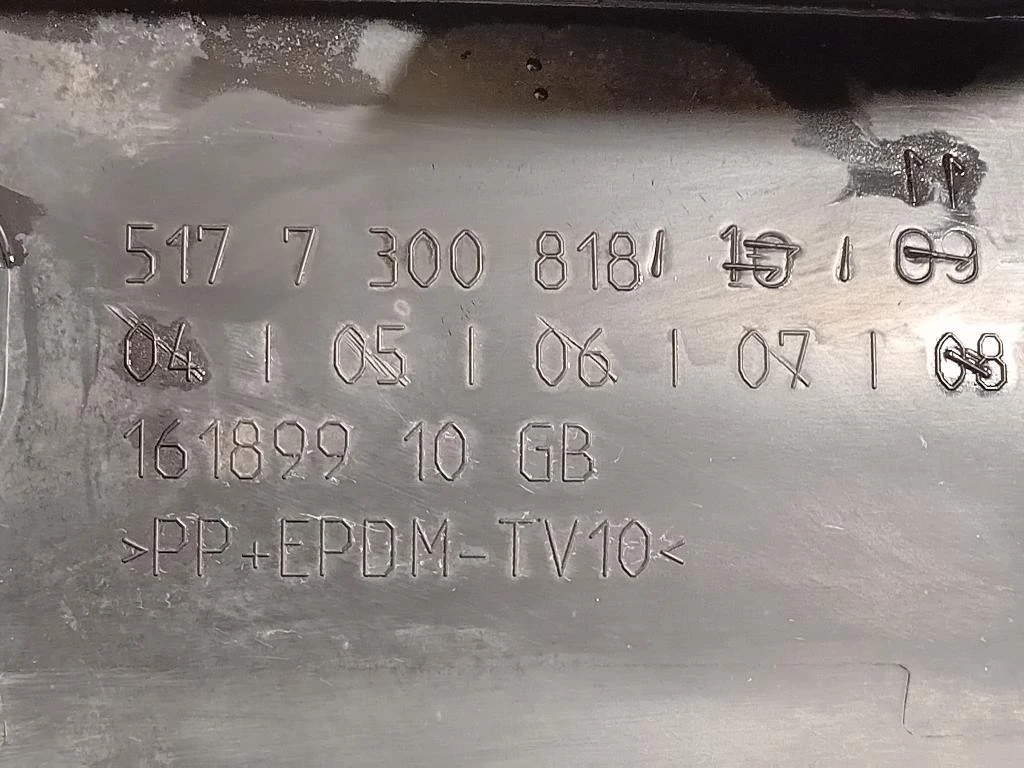 11
517 7 300 818 / 10 / 09
04 | 05 | 06 | 07 | 08
161899 10 GB
>PP+EPDM-TV10<